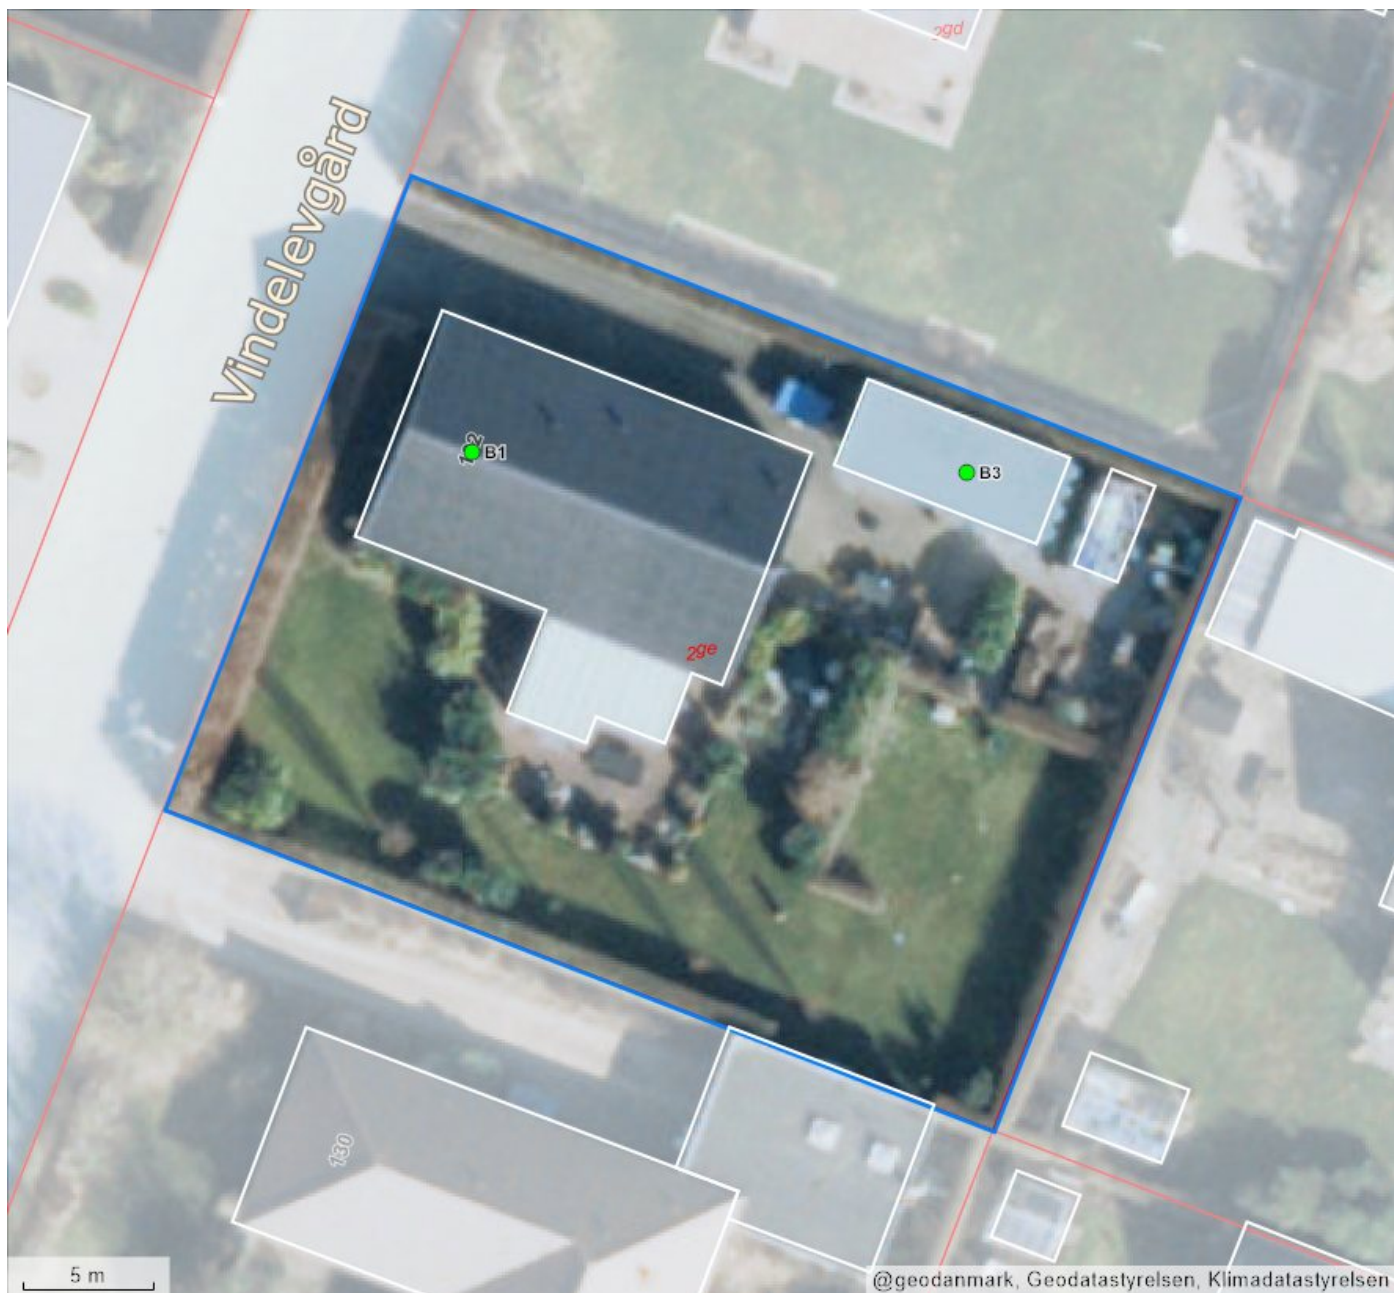 2gd
Vindelevgård
B1
B3
2ge
130
5 m
@geodanmark, Geodatastyrelsen, Klimadatastyrelsen